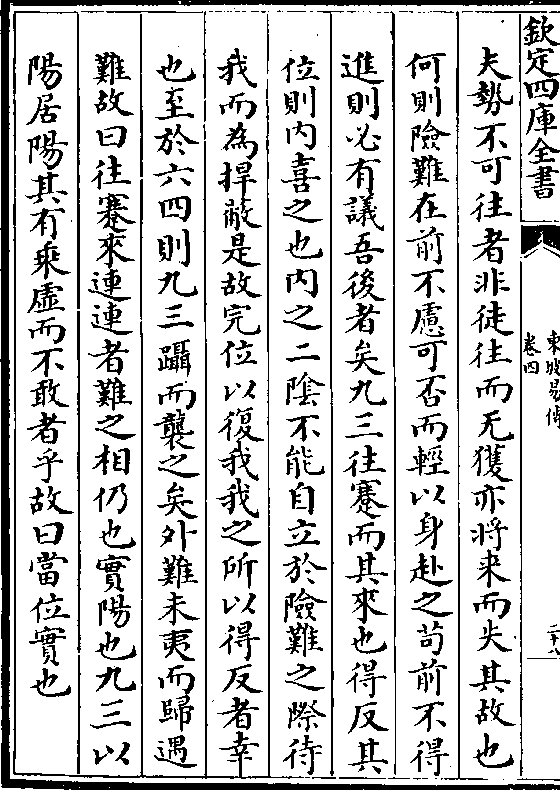 欽定四庫全書
東坡易傳
卷四
夫勢不可往者非徒往而无獲亦將来而失其故也
何則險難在前不慮可否而輕以身赴之苟前不得
進則必有議吾後者矣九三往蹇而其來也得反其
位則内喜之也内之二隂不能自立於險難之際待
我而為捍蔽是故完位以復我我之所以得反者幸
也至於六四則九三躡而襲之矣外難未夷而歸遇
難故曰往蹇來連連者難之相仍也實陽也九三以
陽居陽其有乘虛而不敢者乎故曰當位實也